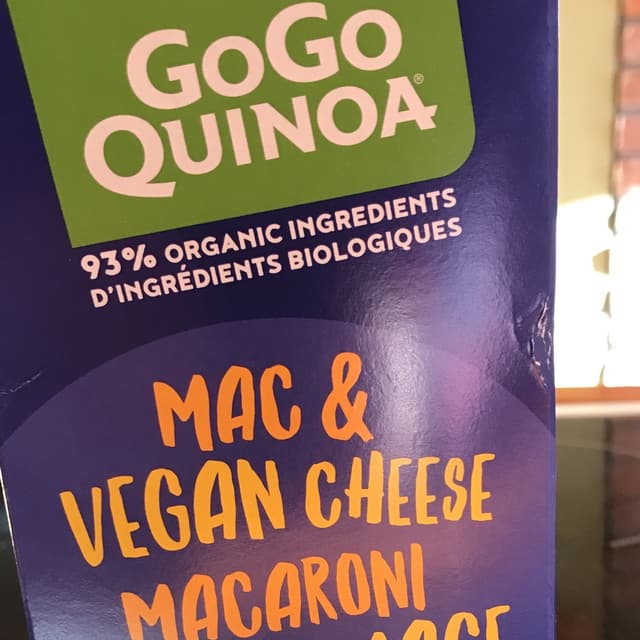 GoGo
QUINOA®
93% ORGANIC INGREDIENTS
D'INGRÉDIENTS BIOLOGIQUES
MAC &
VEGAN CHEESE
MACARONI